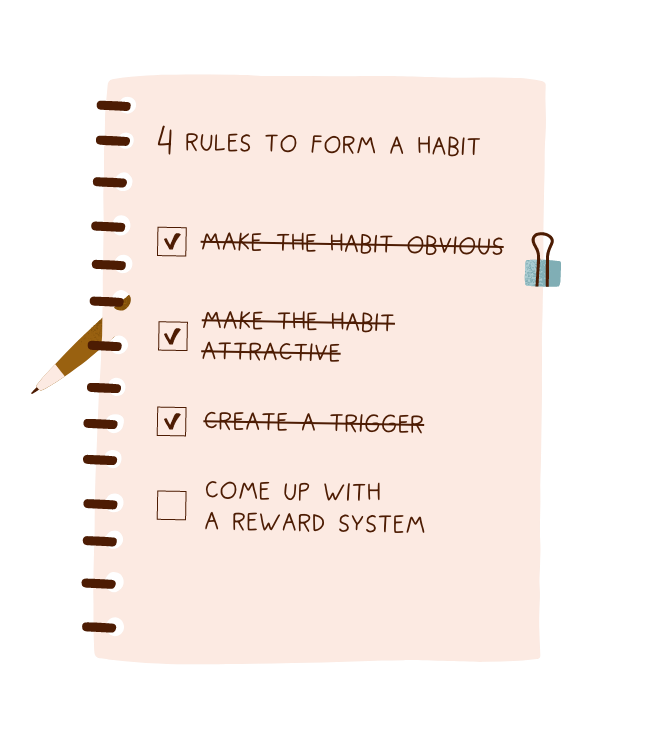 4 RULES TO FORM A HABIT
MAKE THE HABIT OBVIOUS
MAKE THE HABIT
ATTRACTIVE
CREATE A TRIGGER
COME UP WITH
A REWARD SYSTEM